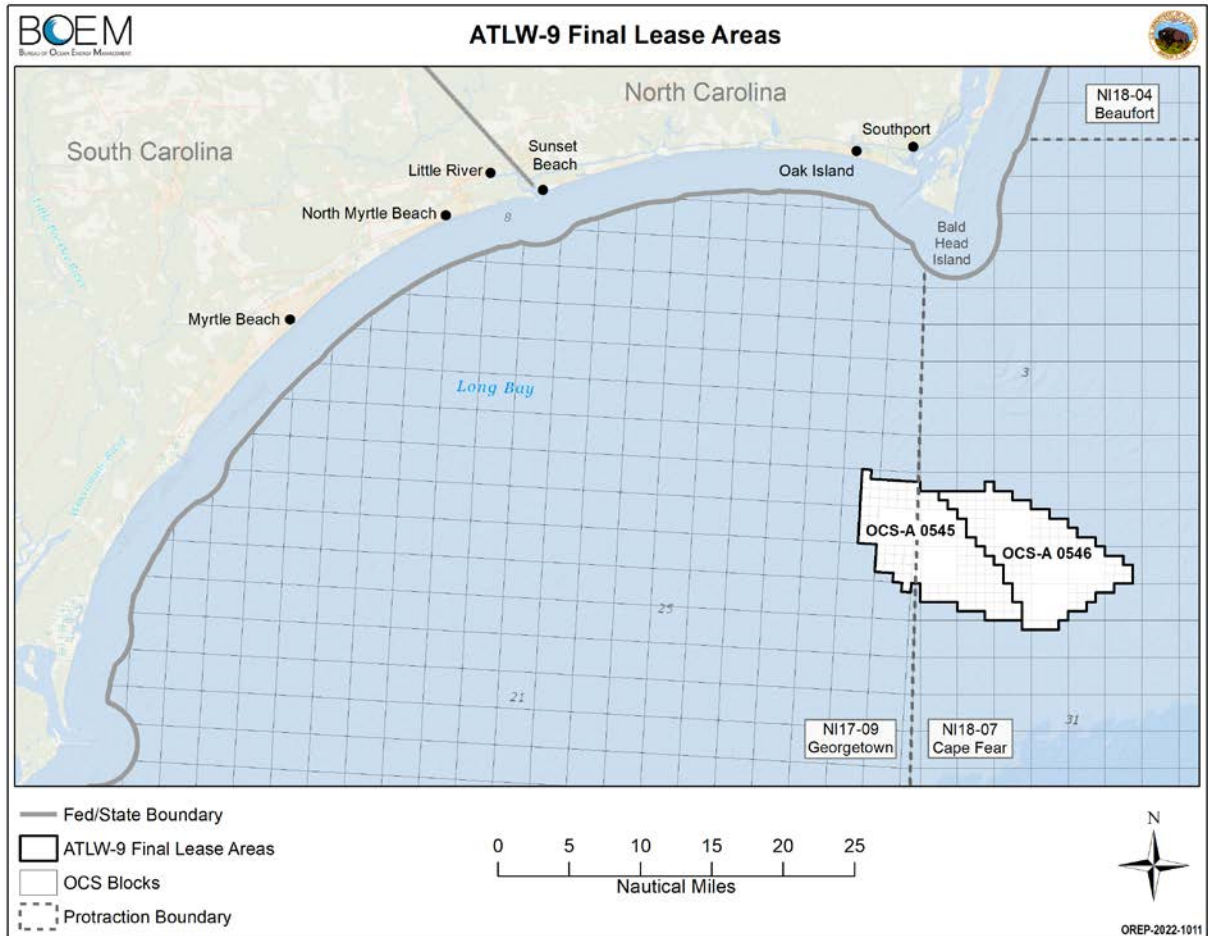 BOEM
BUREAU OF OCEAN ENERGY MANAGEMENT
ATLW-9 Final Lease Areas
North Carolina
NI18-04
Beaufort
South Carolina
Southport
Sunset
Beach
Little River
Oak Island
North Myrtle Beach
8
Bald
Head
Island
Myrtle Beach
3
Long Bay
OCS-A 0545
OCS-A 0546
25
21
31
NI17-09
Georgetown
NI18-07
Cape Fear
Fed/State Boundary
ATLW-9 Final Lease Areas
OCS Blocks
Protraction Boundary
0 5 10 15 20 25
Nautical Miles
N
OREP-2022-1011